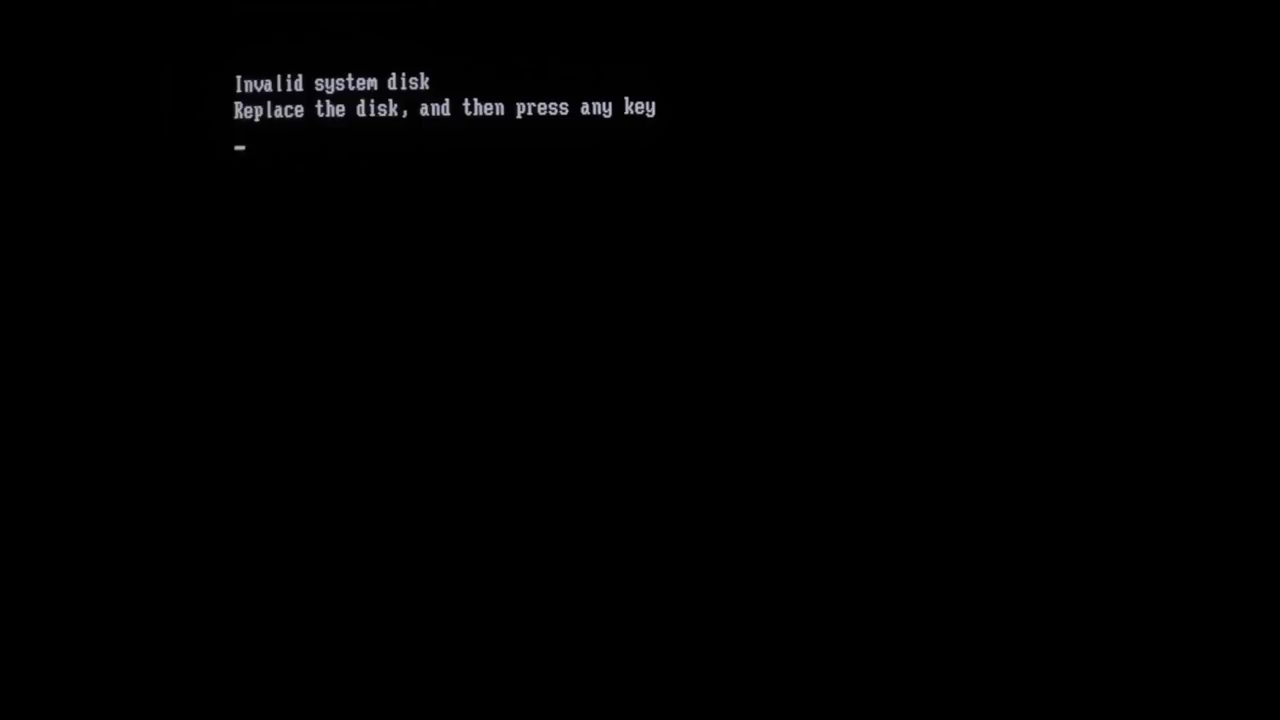 Invalid system disk
Replace the disk, and then press any key